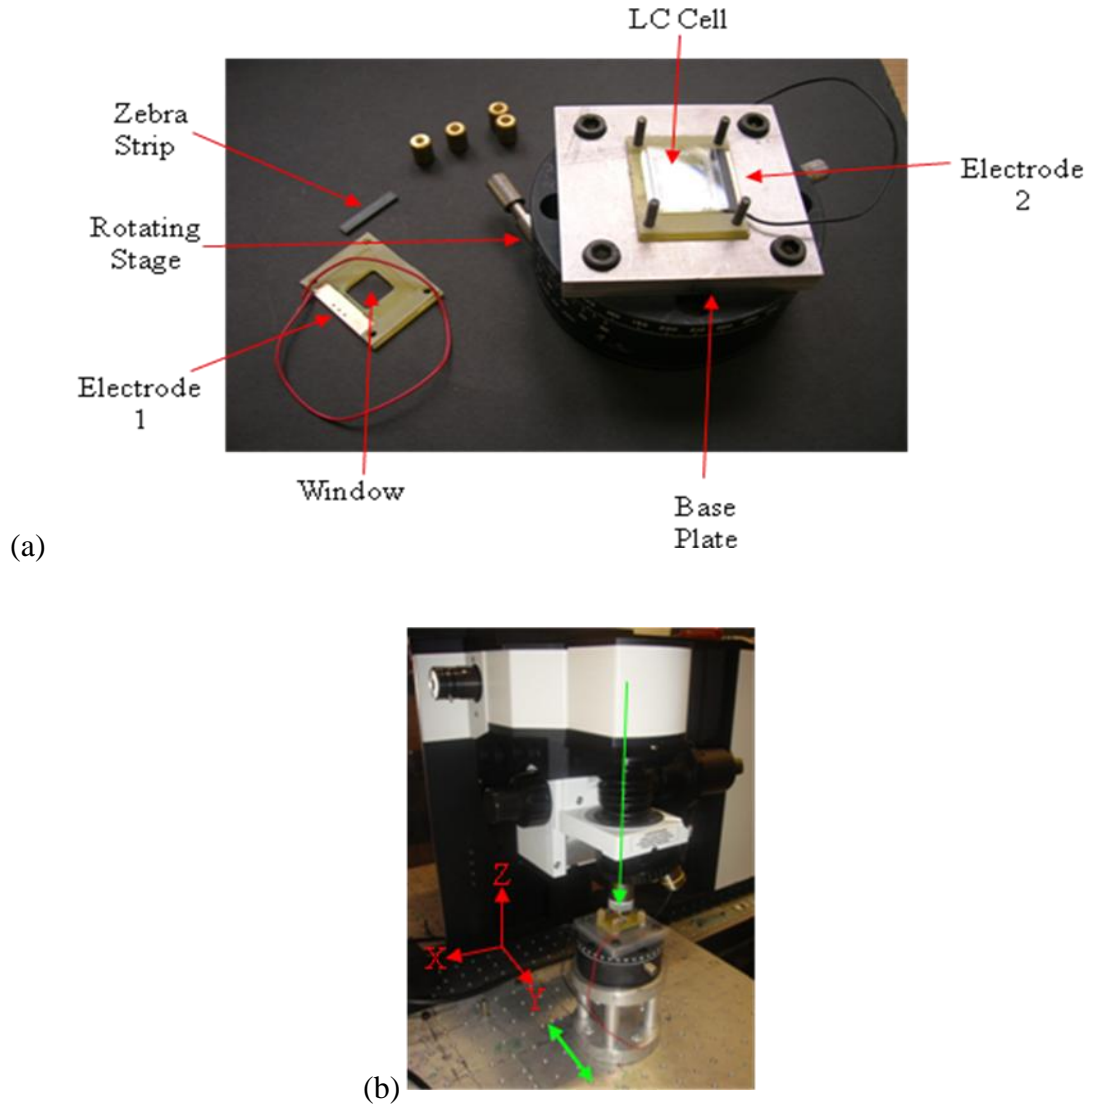 LC Cell
Zebra
Strip
Electrode
2
Rotating
Stage
Electrode
1
Window
Base
Plate
(a)
Z
X
Y
(b)